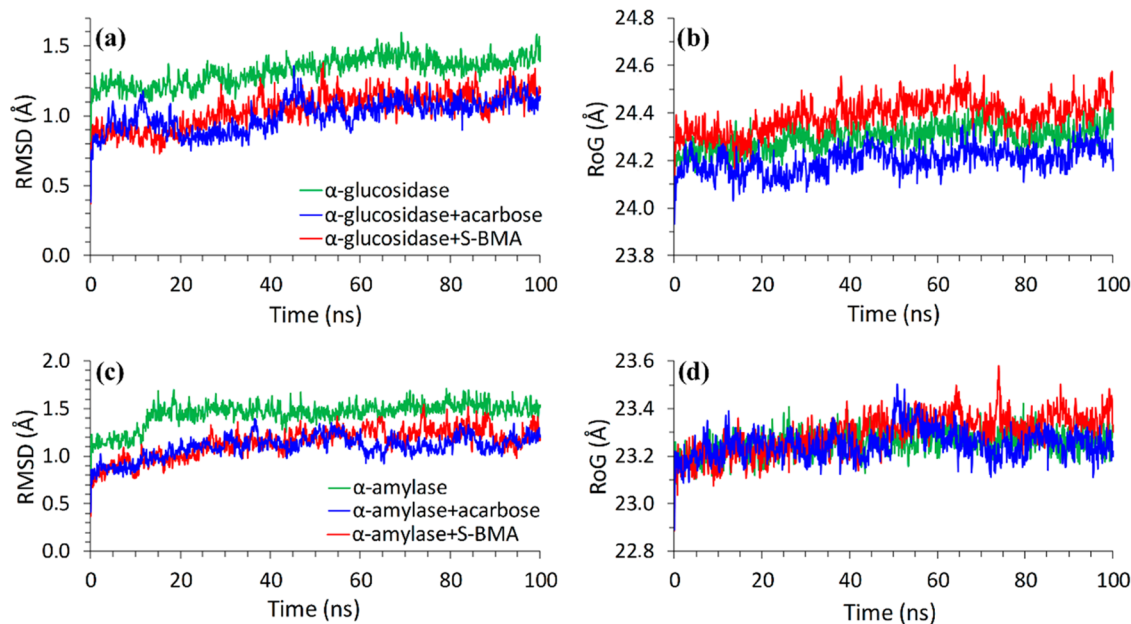 (a)
RMSD (Å)
1.5
1.0
0.5
0.0
α-glucosidase
α-glucosidase+acarbose
α-glucosidase+S-BMA
0 20 40 60 80 100
Time (ns)
(b)
RoG (Å)
24.8
24.6
24.4
24.2
24.0
23.8
0 20 40 60 80 100
Time (ns)
(c)
RMSD (Å)
2.0
1.5
1.0
0.5
0.0
α-amylase
α-amylase+acarbose
α-amylase+S-BMA
0 20 40 60 80 100
Time (ns)
(d)
RoG (Å)
23.6
23.4
23.2
23.0
22.8
0 20 40 60 80 100
Time (ns)